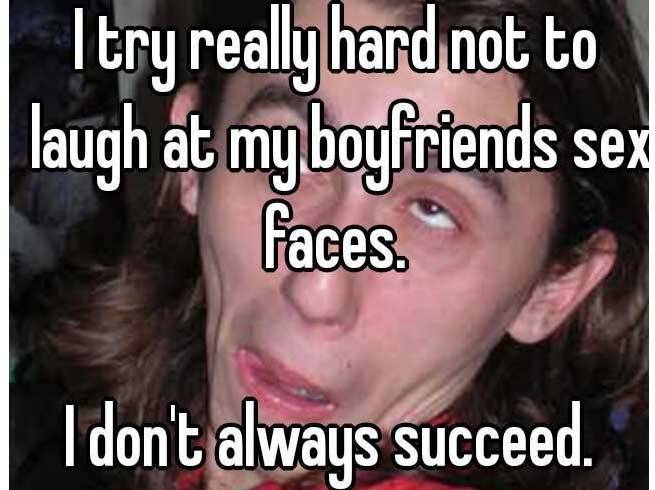 I try really hard not to
laugh at my boyfriends sex
faces.
I don't always succeed.